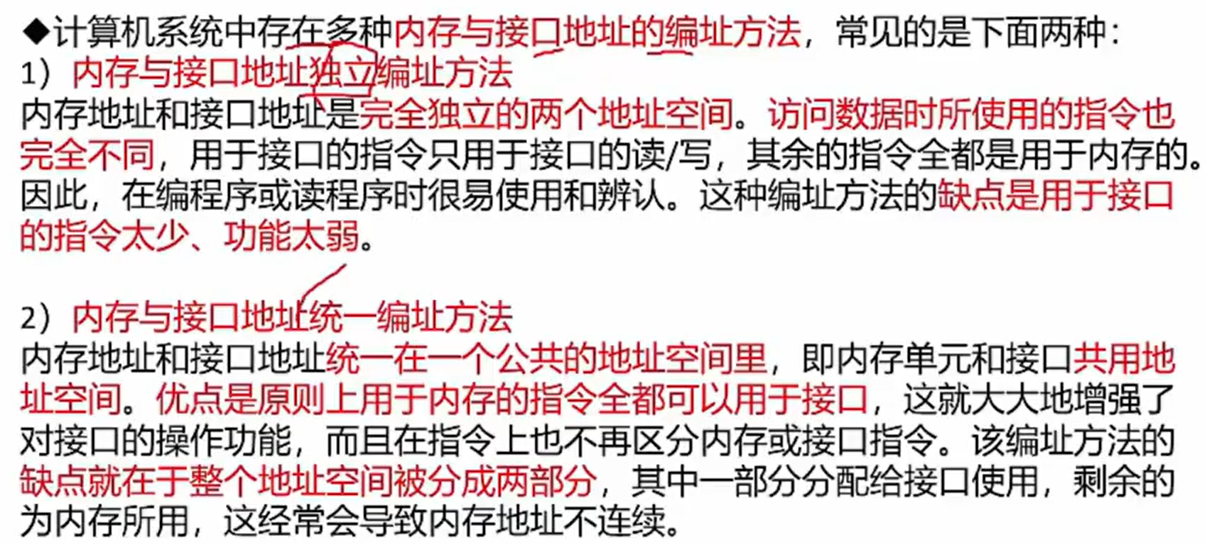 ◆计算机系统中存在多种内存与接口地址的编址方法，常见的是下面两种：
1）内存与接口地址独立编址方法
内存地址和接口地址是完全独立的两个地址空间。访问数据时所使用的指令也
完全不同，用于接口的指令只用于接口的读/写，其余的指令全都是用于内存的。
因此，在编程序或读程序时很易使用和辨认。这种编址方法的缺点是用于接口
的指令太少、功能太弱。
2）内存与接口地址统一编址方法
内存地址和接口地址统一在一个公共的地址空间里，即内存单元和接口共用地
址空间。优点是原则上用于内存的指令全都可以用于接口，这就大大地增强了
对接口的操作功能，而且在指令上也不再区分内存或接口指令。该编址方法的
缺点就在于整个地址空间被分成两部分，其中一部分分配给接口使用，剩余的
为内存所用，这经常会导致内存地址不连续。